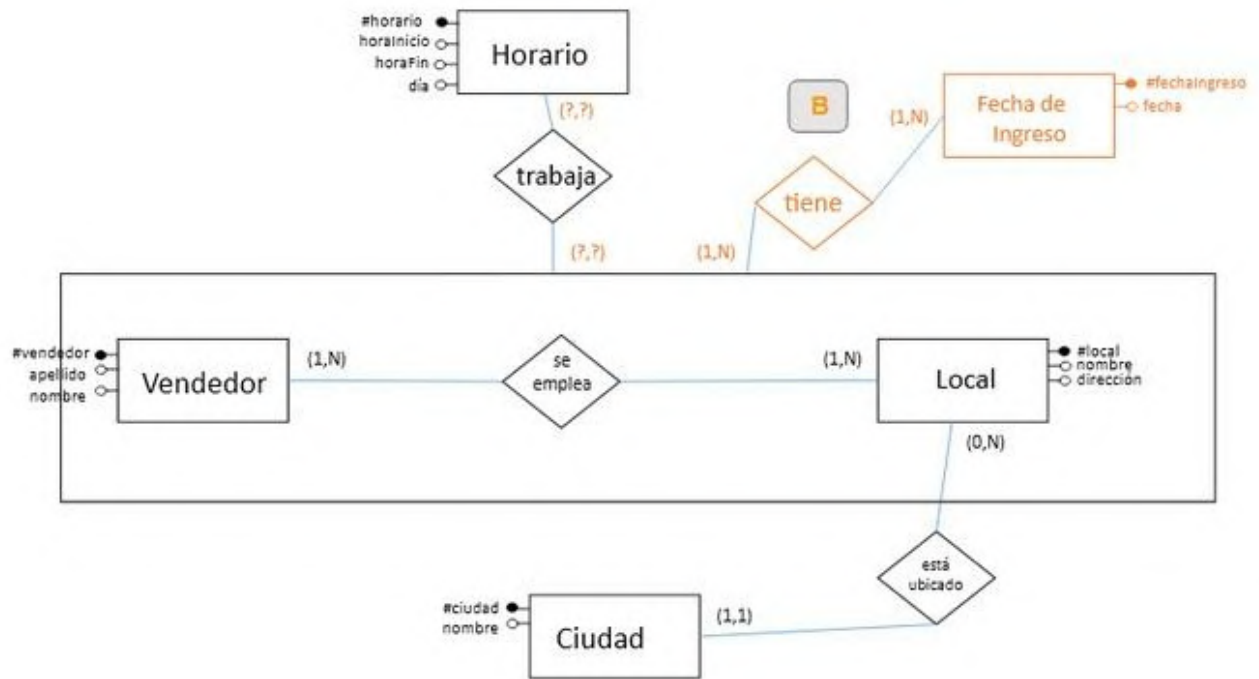 #horario
horaInicio
horaFin
día
Horario
(?,?)
trabaja
(?,?)
B
(1,N)
Fecha de
Ingreso
#fechaIngreso
fecha
tiene
(1,N)
#vendedor
apellido
nombre
Vendedor
(1,N)
se
emplea
(1,N)
Local
#local
nombre
dirección
(0,N)
está
ubicado
#ciudad
nombre
Ciudad
(1,1)